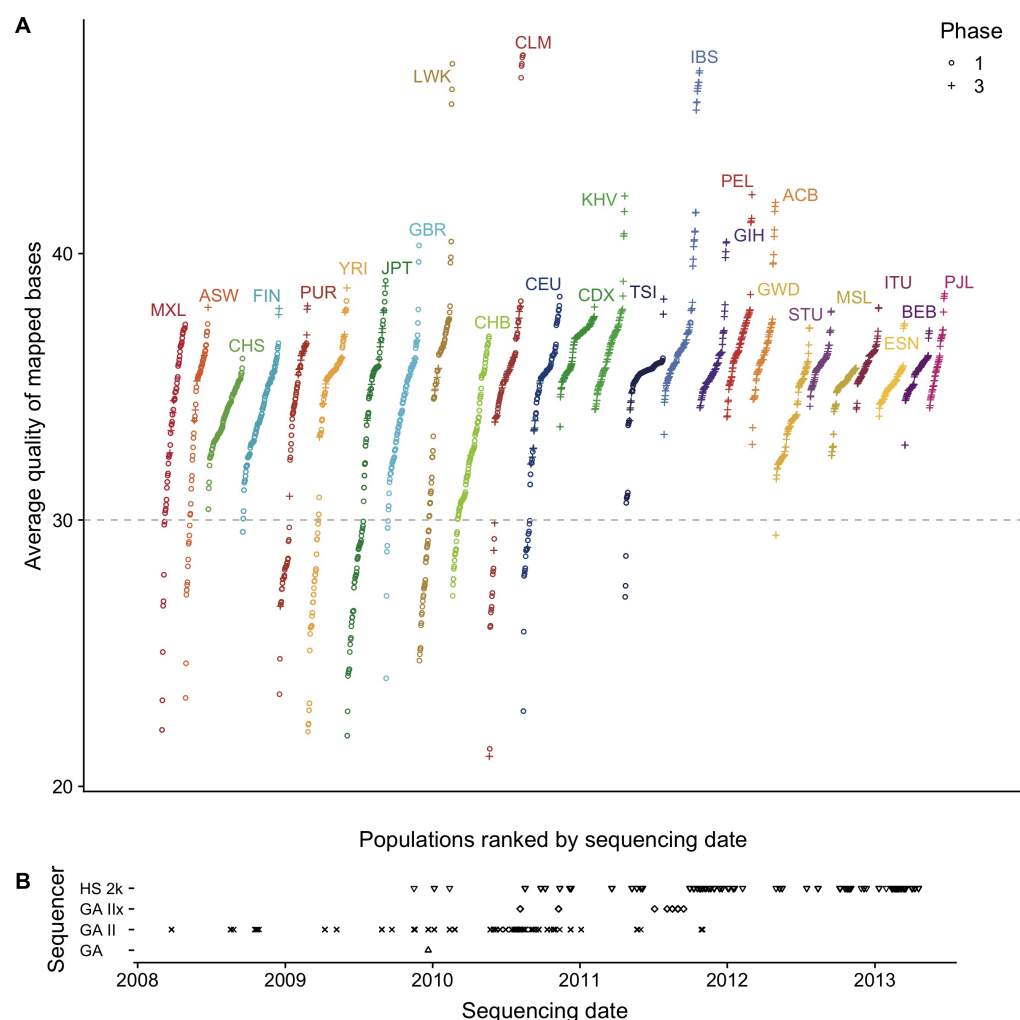 A
Phase
1
3
CLM
LWK
IBS
PEL
ACB
KHV
GBR
GIH
YRI
JPT
ASW
FIN
PUR
MXL
CEU
CDX
TSI
GWD
ITU
PJL
MSL
STU
BEB
CHB
CHS
ESN
40
30
20
Average quality of mapped bases
Populations ranked by sequencing date
B
Sequencer
HS 2k
GA IIx
GA II
GA
2008 2009 2010 2011 2012 2013
Sequencing date